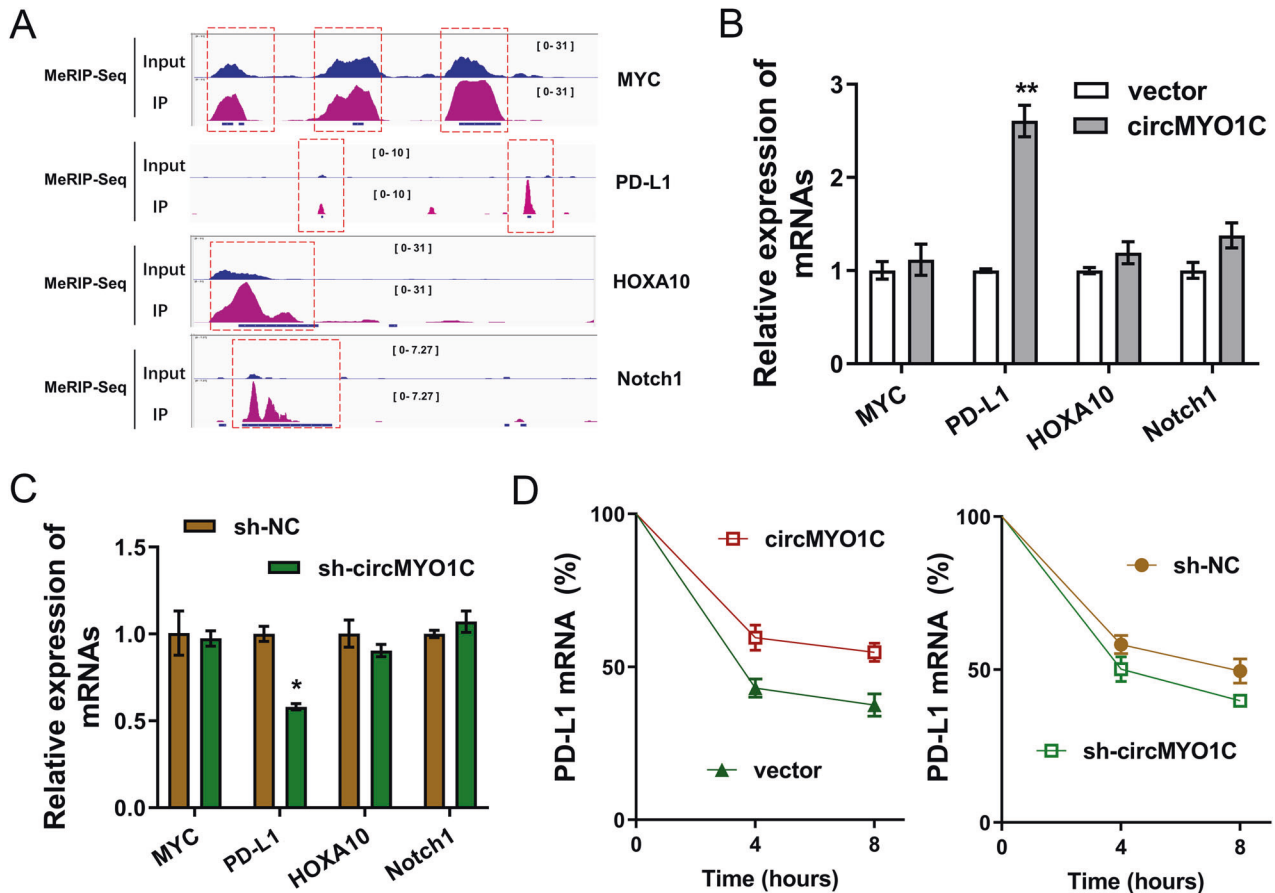 A
MeRIP-Seq
Input
IP
[ 0- 31]
[ 0-31]
MYC
MeRIP-Seq
Input
IP
[ 0- 10]
[ 0-10]
PD-L1
MeRIP-Seq
Input
IP
[ 0-31]
[ 0-31]
HOXA10
MeRIP-Seq
Input
IP
[ 0- 7.27]
[ 0-7.27]
Notch1
B
Relative expression of
mRNAs
3
2
1
0
**
vector
circMYO1C
MYC
PD-L1
HOXA10
Notch1
C
Relative expression of
mRNAs
sh-NC
sh-circMYO1C
1.5
1.0
0.5
0.0
*
MYC
PD-L1
HOXA10
Notch1
D
PD-L1 mRNA (%)
100
50
0
circMYO1C
vector
0
4
8
Time (hours)
PD-L1 mRNA (%)
100
50
0
sh-NC
sh-circMYO1C
0
4
8
Time (hours)